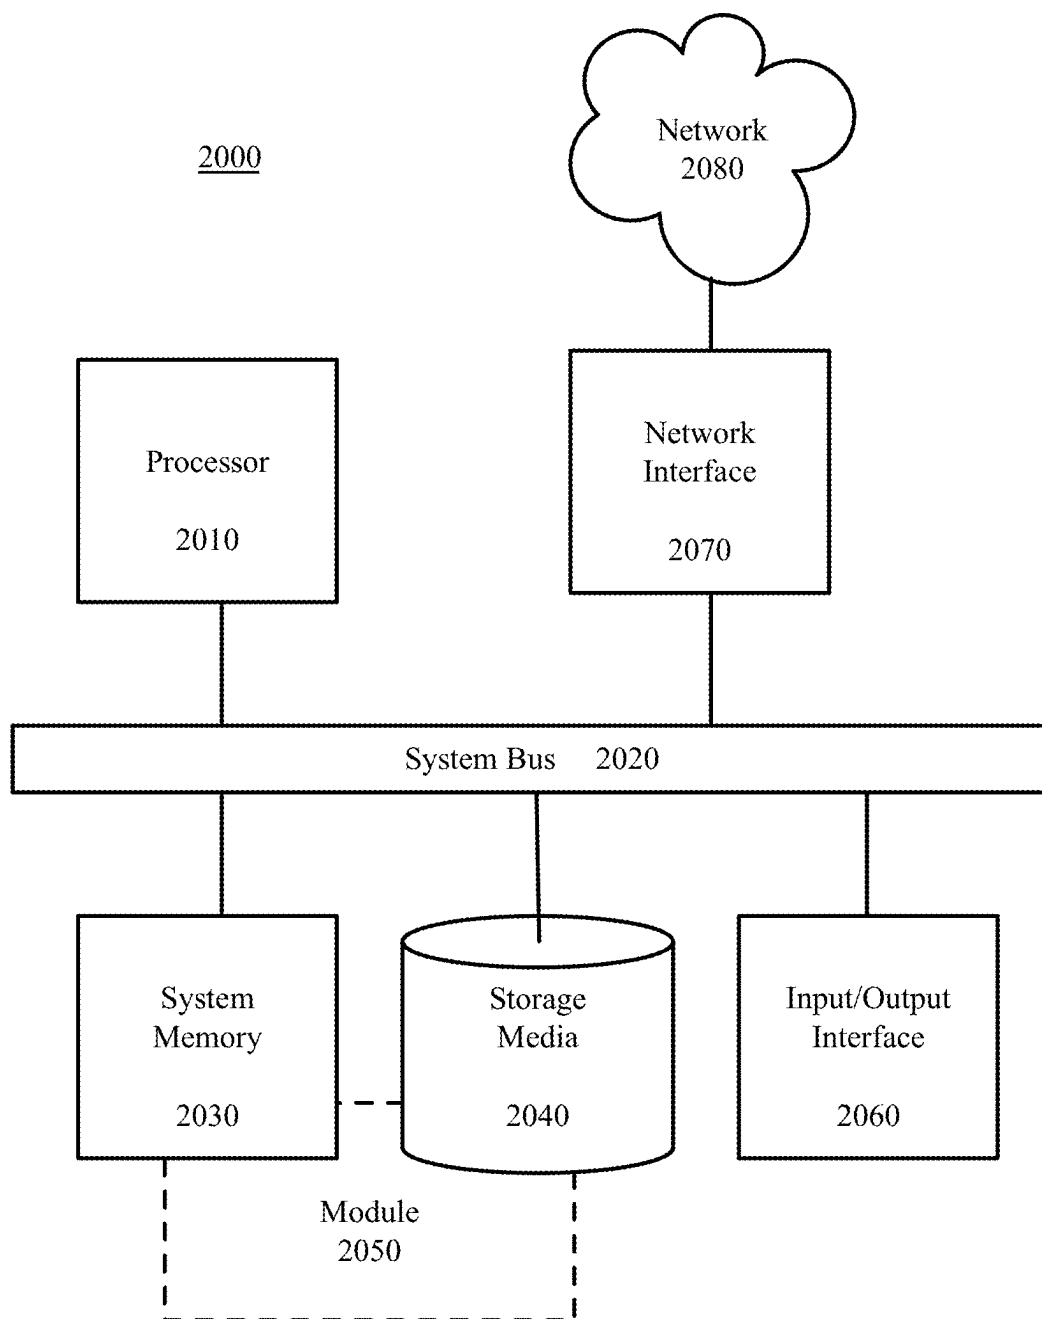 2000
Network
2080
Processor
2010
Network
Interface
2070
System Bus 2020
System
Memory
2030
Storage
Media
2040
Input/Output
Interface
2060
Module
2050